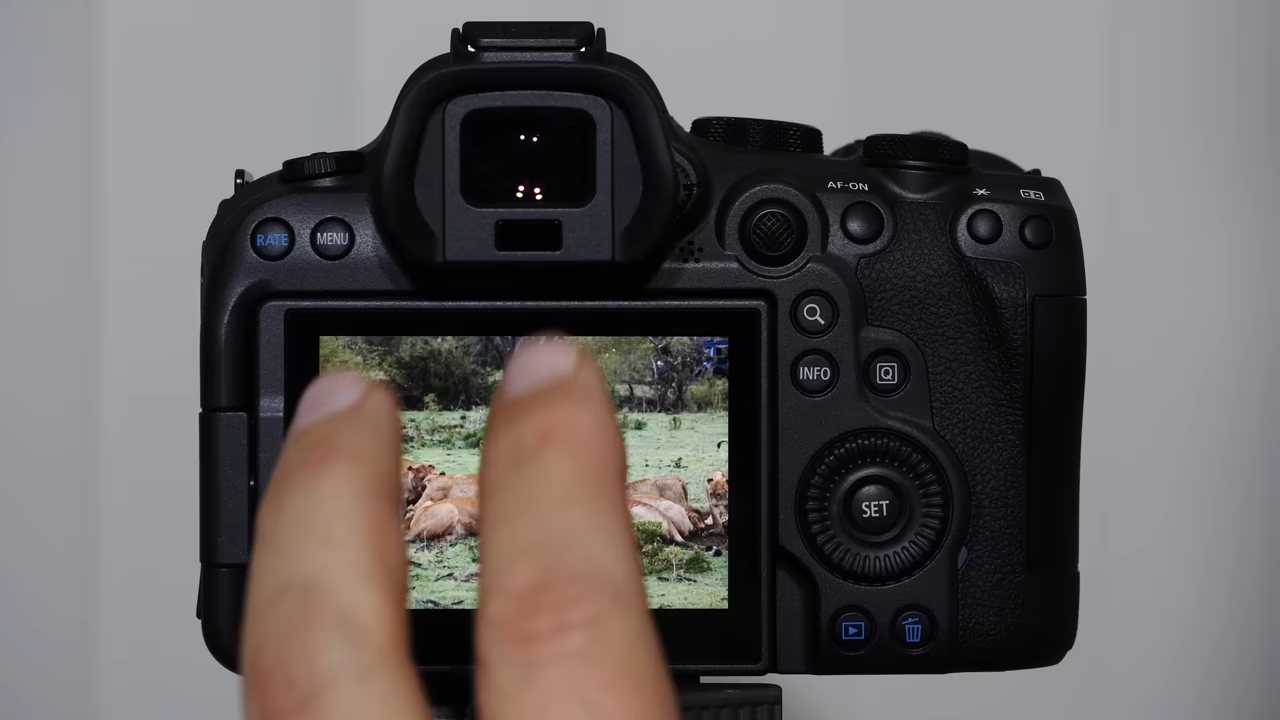 AF-ON
RATE
MENU
INFO
Q
SET